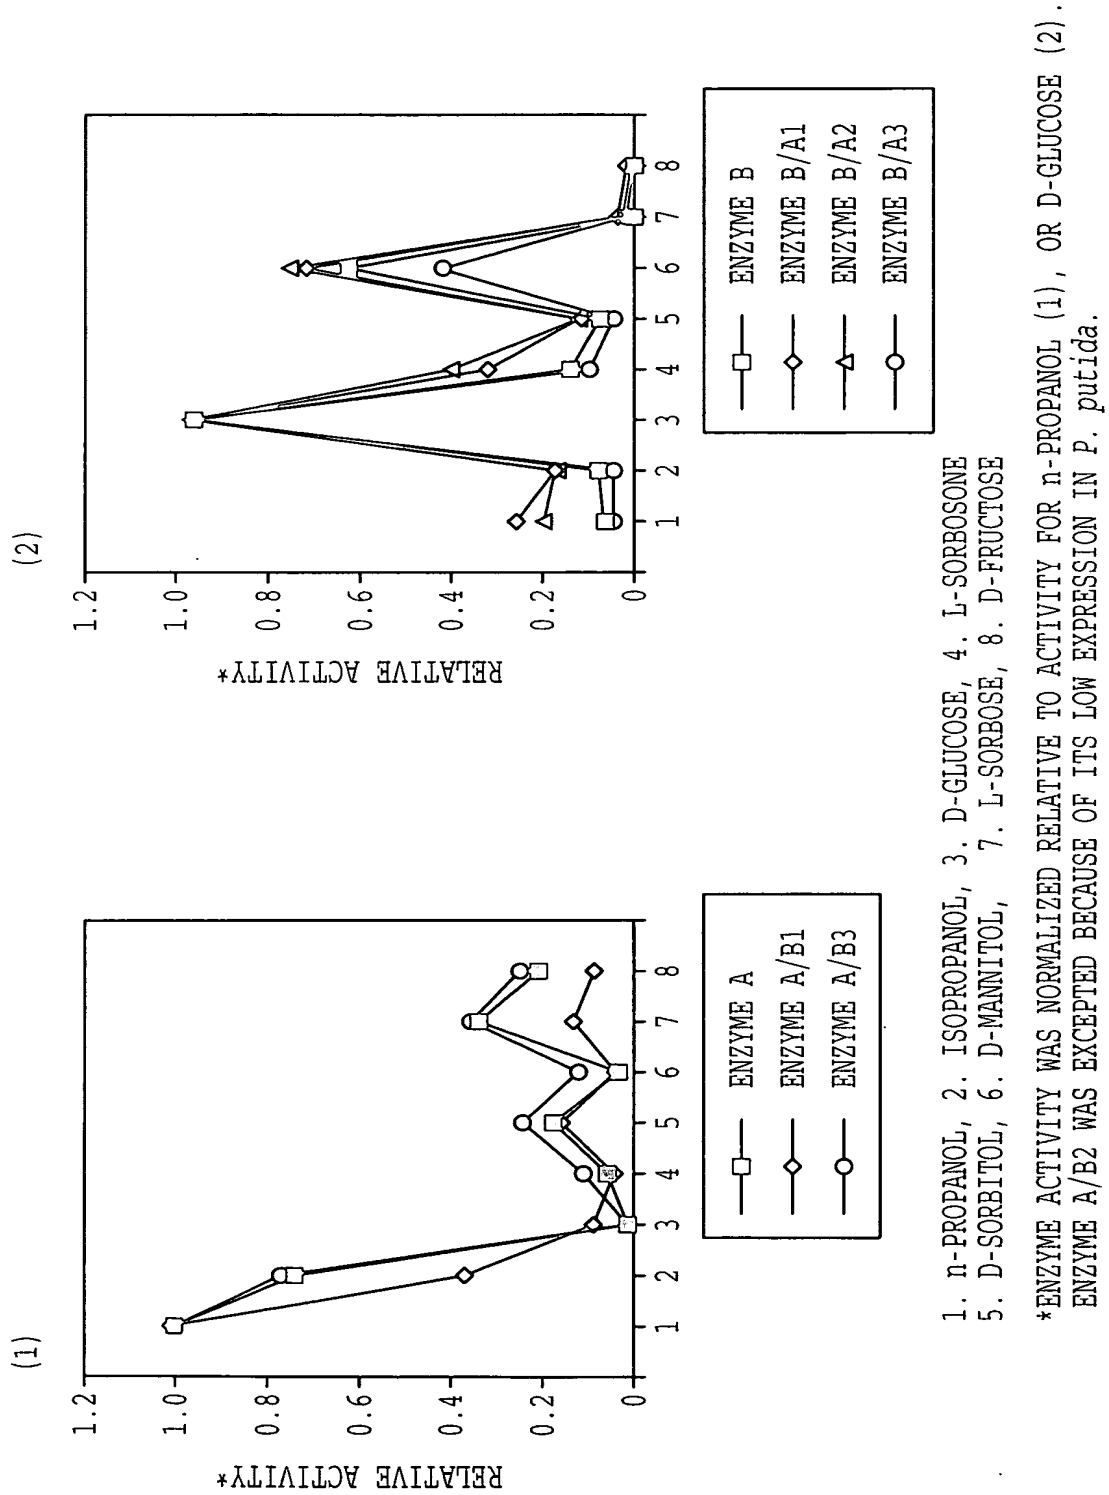 (1)
RELATIVE ACTIVITY*
1.2
1.0
0.8
0.6
0.4
0.2
0
1 2 3 4 5 6 7 8
ENZYME A
ENZYME A/B1
ENZYME A/B3
(2)
RELATIVE ACTIVITY*
1.2
1.0
0.8
0.6
0.4
0.2
0
1 2 3 4 5 6 7 8
ENZYME B
ENZYME B/A1
ENZYME B/A2
ENZYME B/A3
1. n-PROPANOL, 2. ISOPROPANOL, 3. D-GLUCOSE, 4. L-SORBOSONE
5. D-SORBITOL, 6. D-MANNITOL, 7. L-SORBOSE, 8. D-FRUCTOSE
*ENZYME ACTIVITY WAS NORMALIZED RELATIVE TO ACTIVITY FOR n-PROPANOL (1), OR D-GLUCOSE (2).
ENZYME A/B2 WAS EXCEPTED BECAUSE OF ITS LOW EXPRESSION IN P. putida.